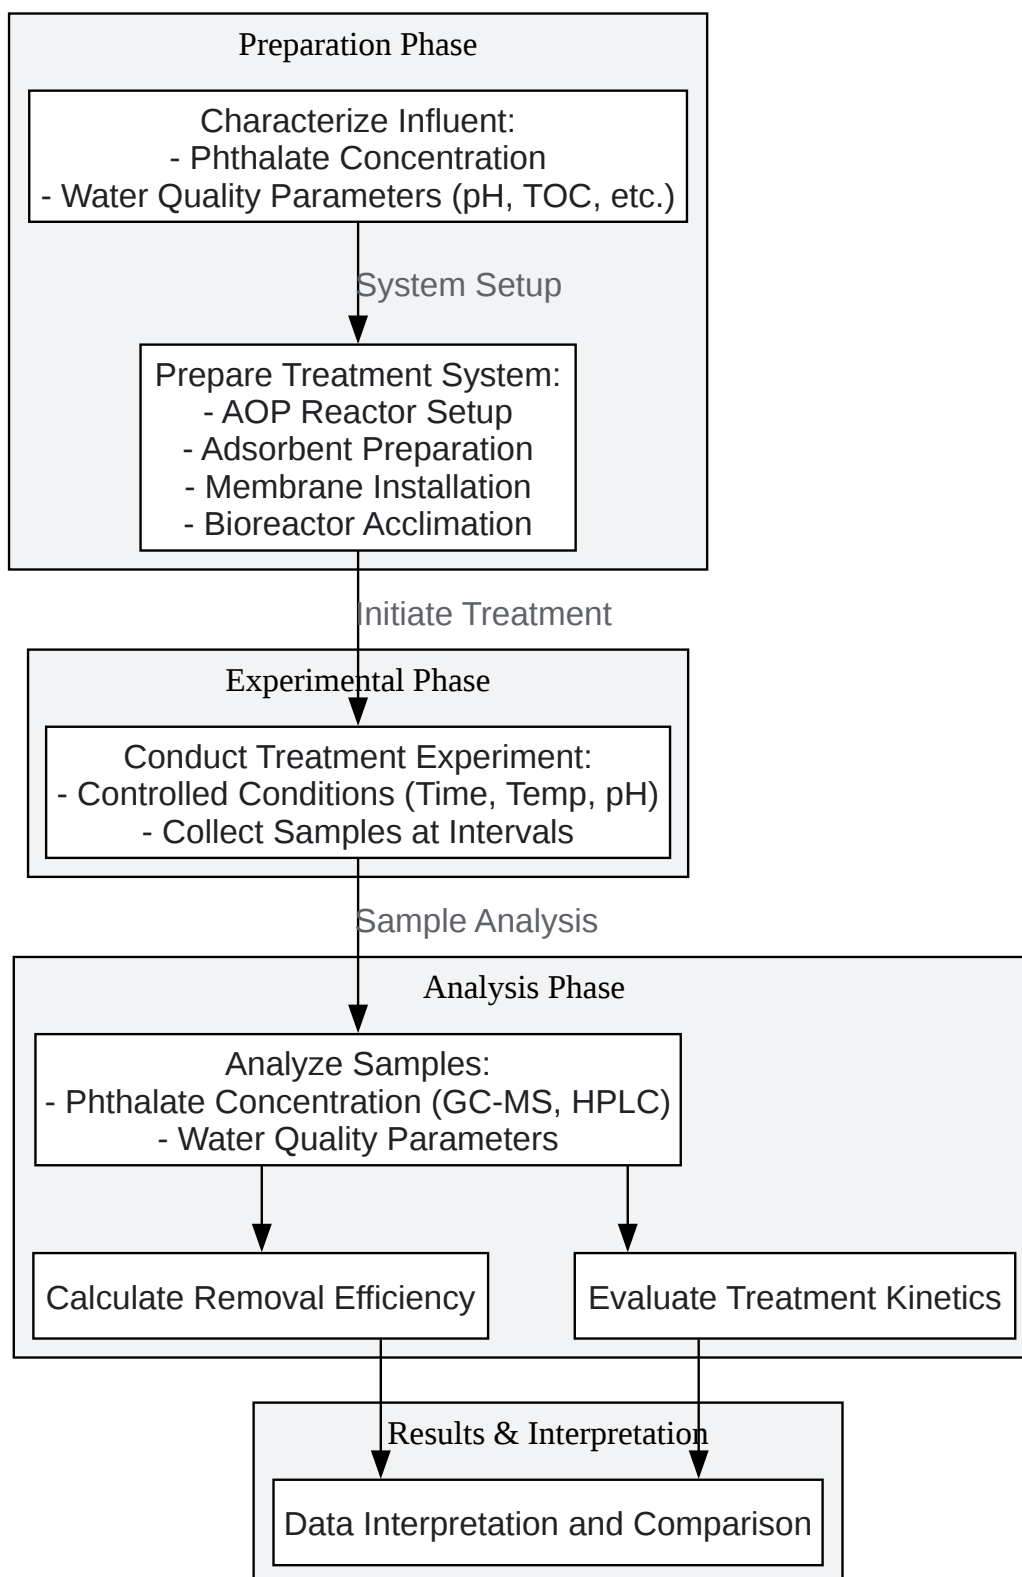 Preparation Phase
Characterize Influent:
- Phthalate Concentration
- Water Quality Parameters (pH, TOC, etc.)
System Setup
Prepare Treatment System:
- AOP Reactor Setup
- Adsorbent Preparation
- Membrane Installation
- Bioreactor Acclimation
Initiate Treatment
Experimental Phase
Conduct Treatment Experiment:
- Controlled Conditions (Time, Temp, pH)
- Collect Samples at Intervals
Sample Analysis
Analysis Phase
Analyze Samples:
- Phthalate Concentration (GC-MS, HPLC)
- Water Quality Parameters
Calculate Removal Efficiency
Evaluate Treatment Kinetics
Results & Interpretation
Data Interpretation and Comparison